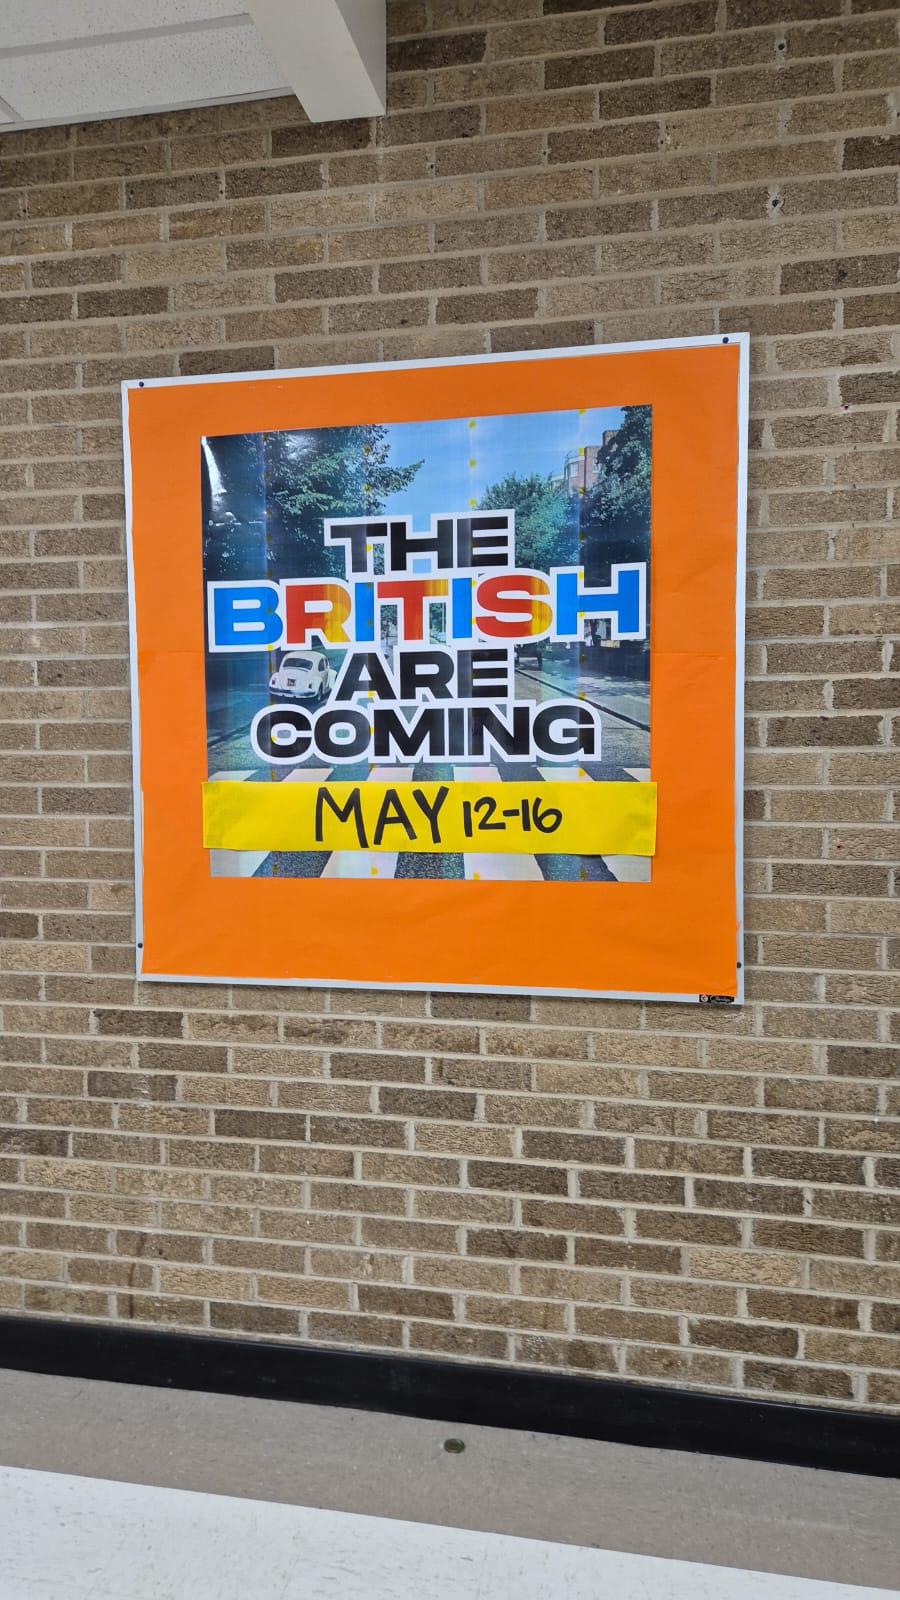 THE
BRITISH
ARE
COMING
MAY 12-16